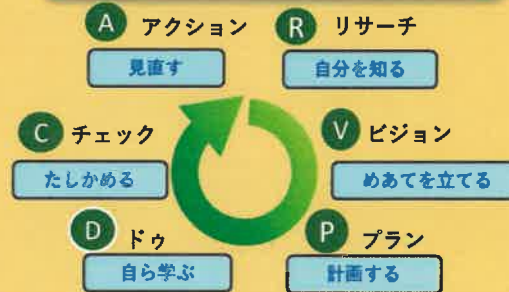 A アクション
見直す
R リサーチ
自分を知る
C チェック
たしかめる
V ビジョン
めあてを立てる
D ドゥ
自ら学ぶ
P プラン
計画する